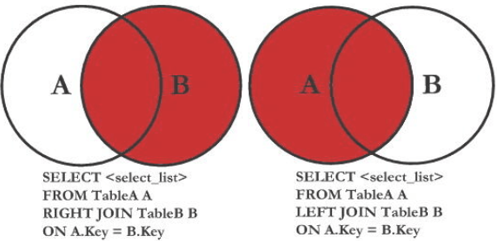 A
B
SELECT <select_list>
FROM TableA A
RIGHT JOIN TableB B
ON A.Key = B.Key
A
B
SELECT <select_list>
FROM TableA A
LEFT JOIN TableB B
ON A.Key = B.Key